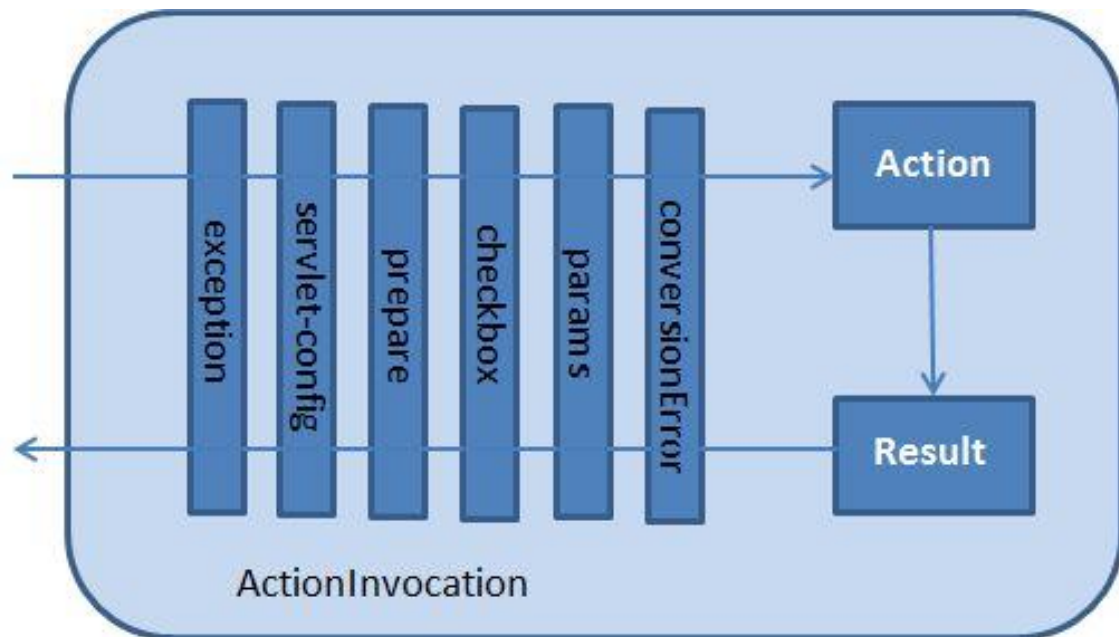 exception
servlet-config
prepare
checkbox
params
conversionError
Action
Result
ActionInvocation